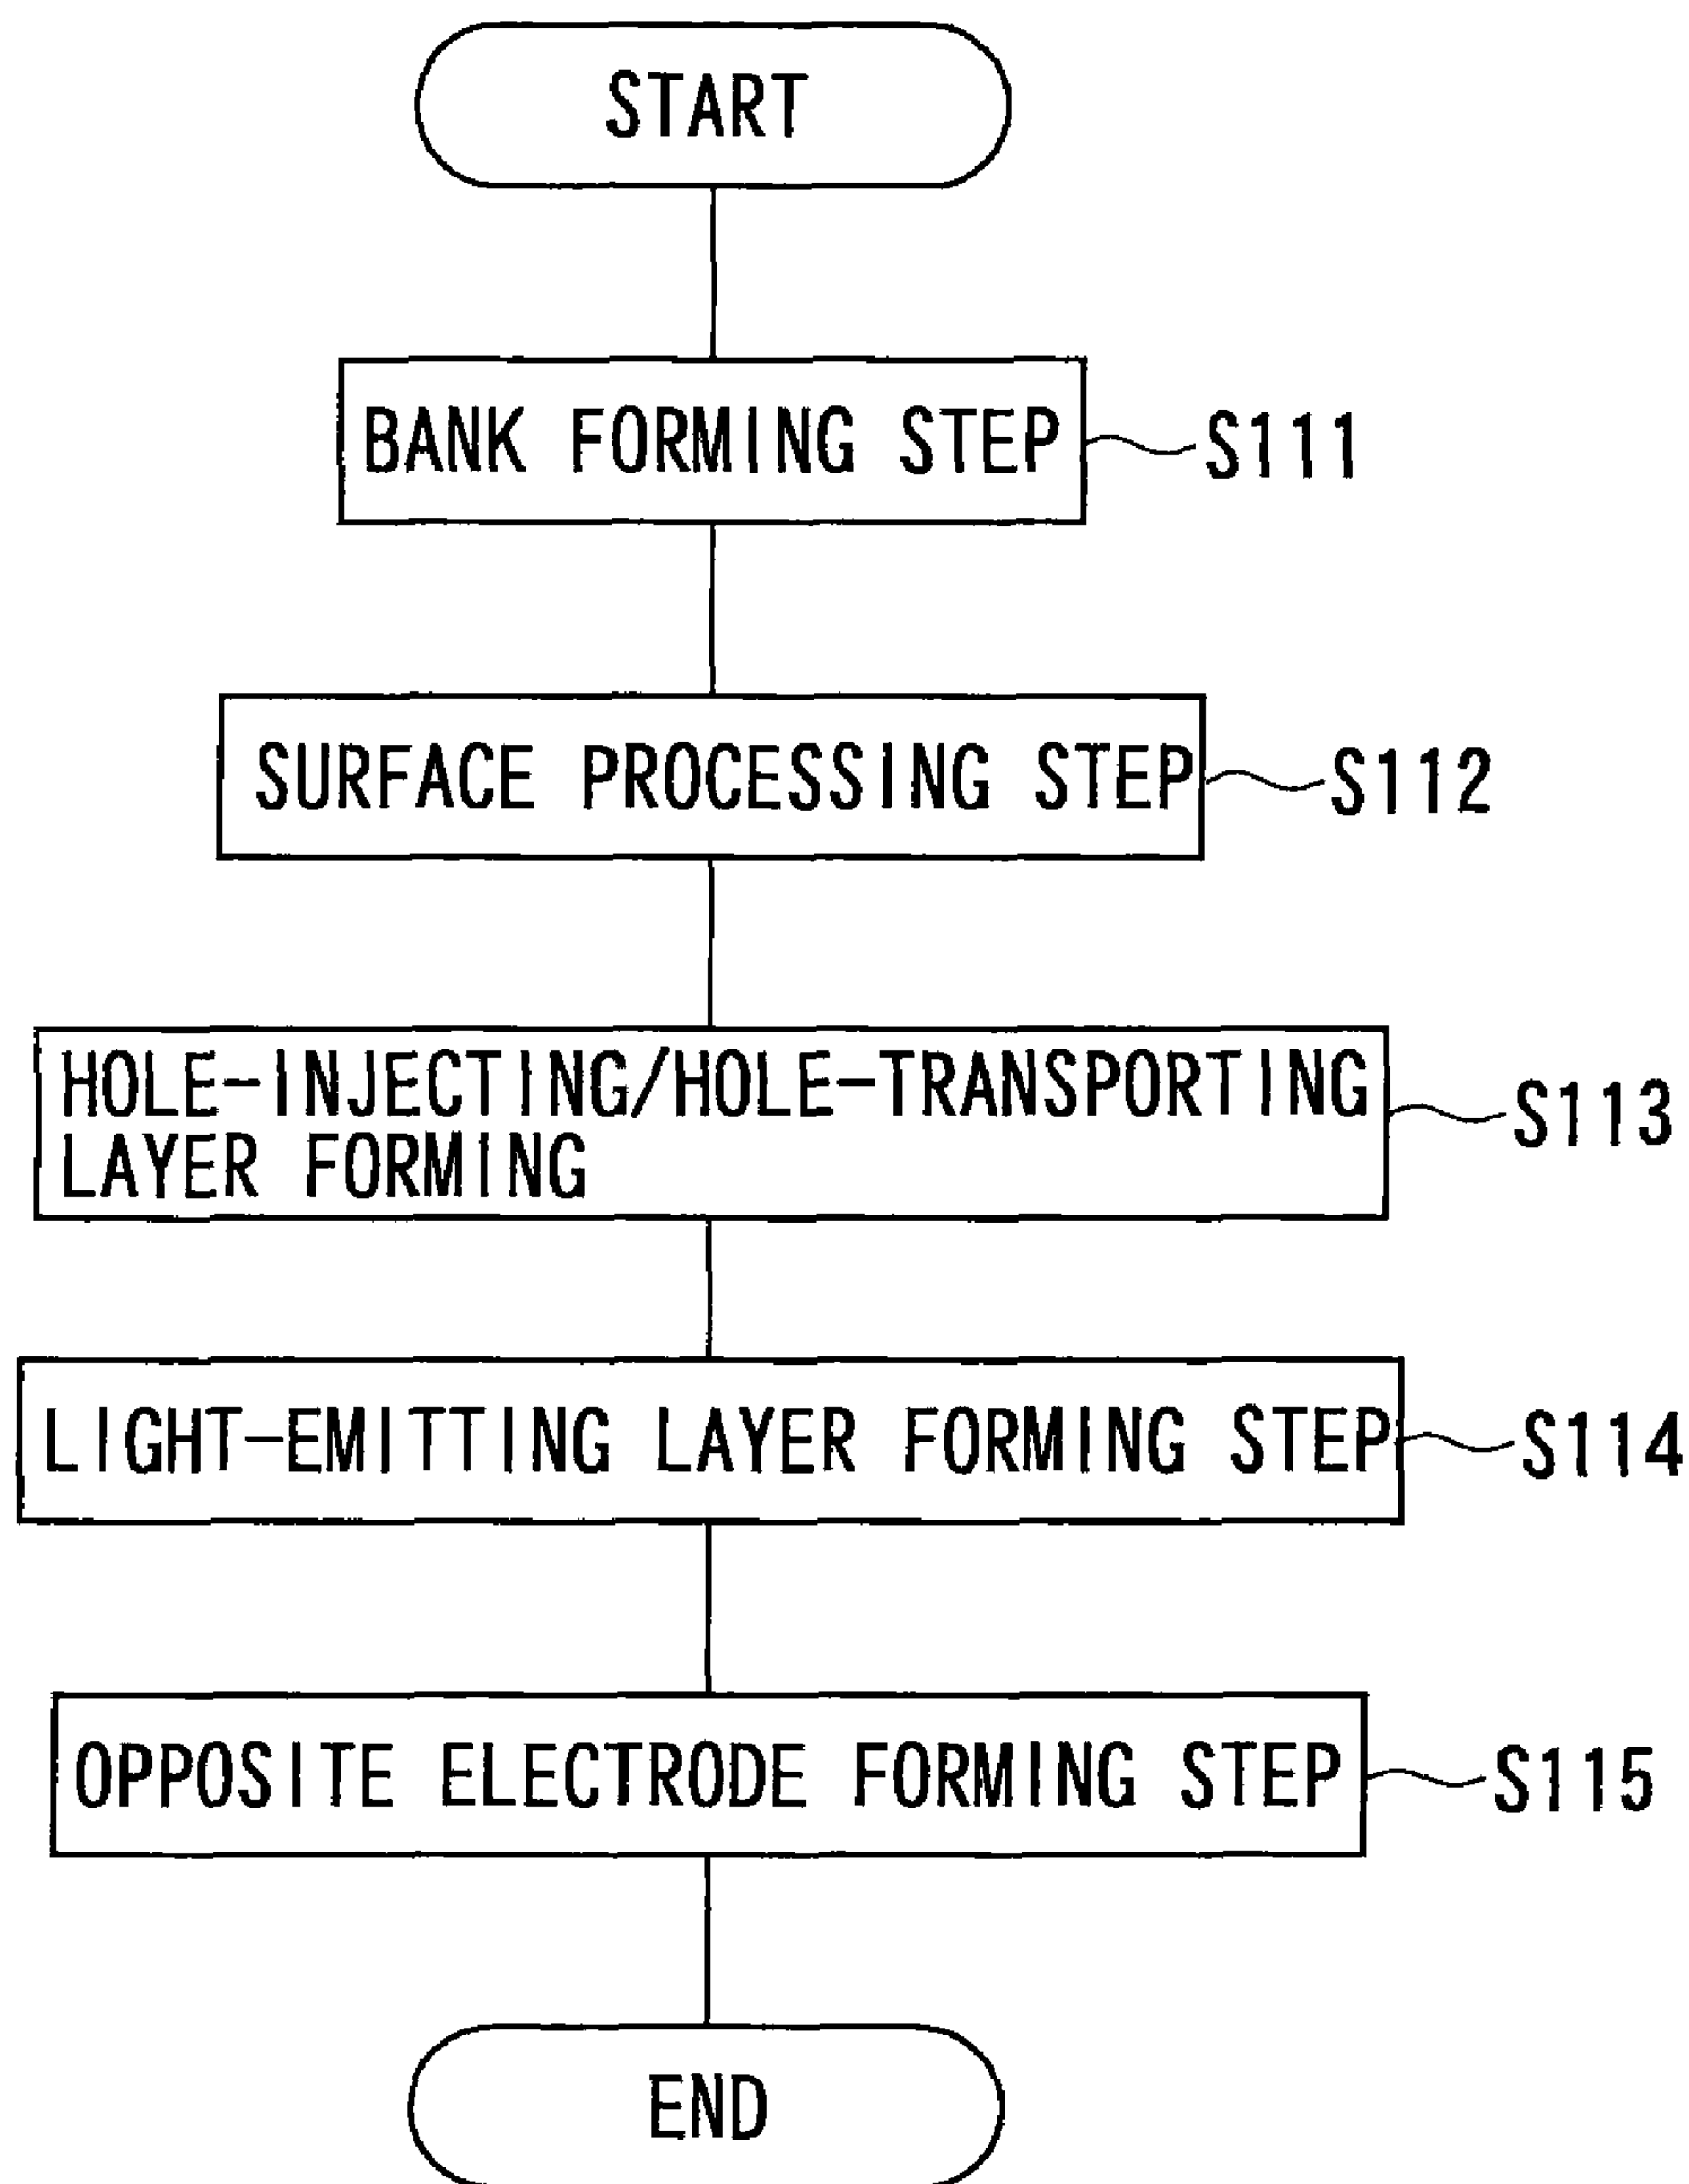 START
BANK FORMING STEP
S111
SURFACE PROCESSING STEP
S112
HOLE-INJECTING/HOLE-TRANSPORTING
LAYER FORMING
S113
LIGHT-EMITTING LAYER FORMING STEP
S114
OPPOSITE ELECTRODE FORMING STEP
S115
END